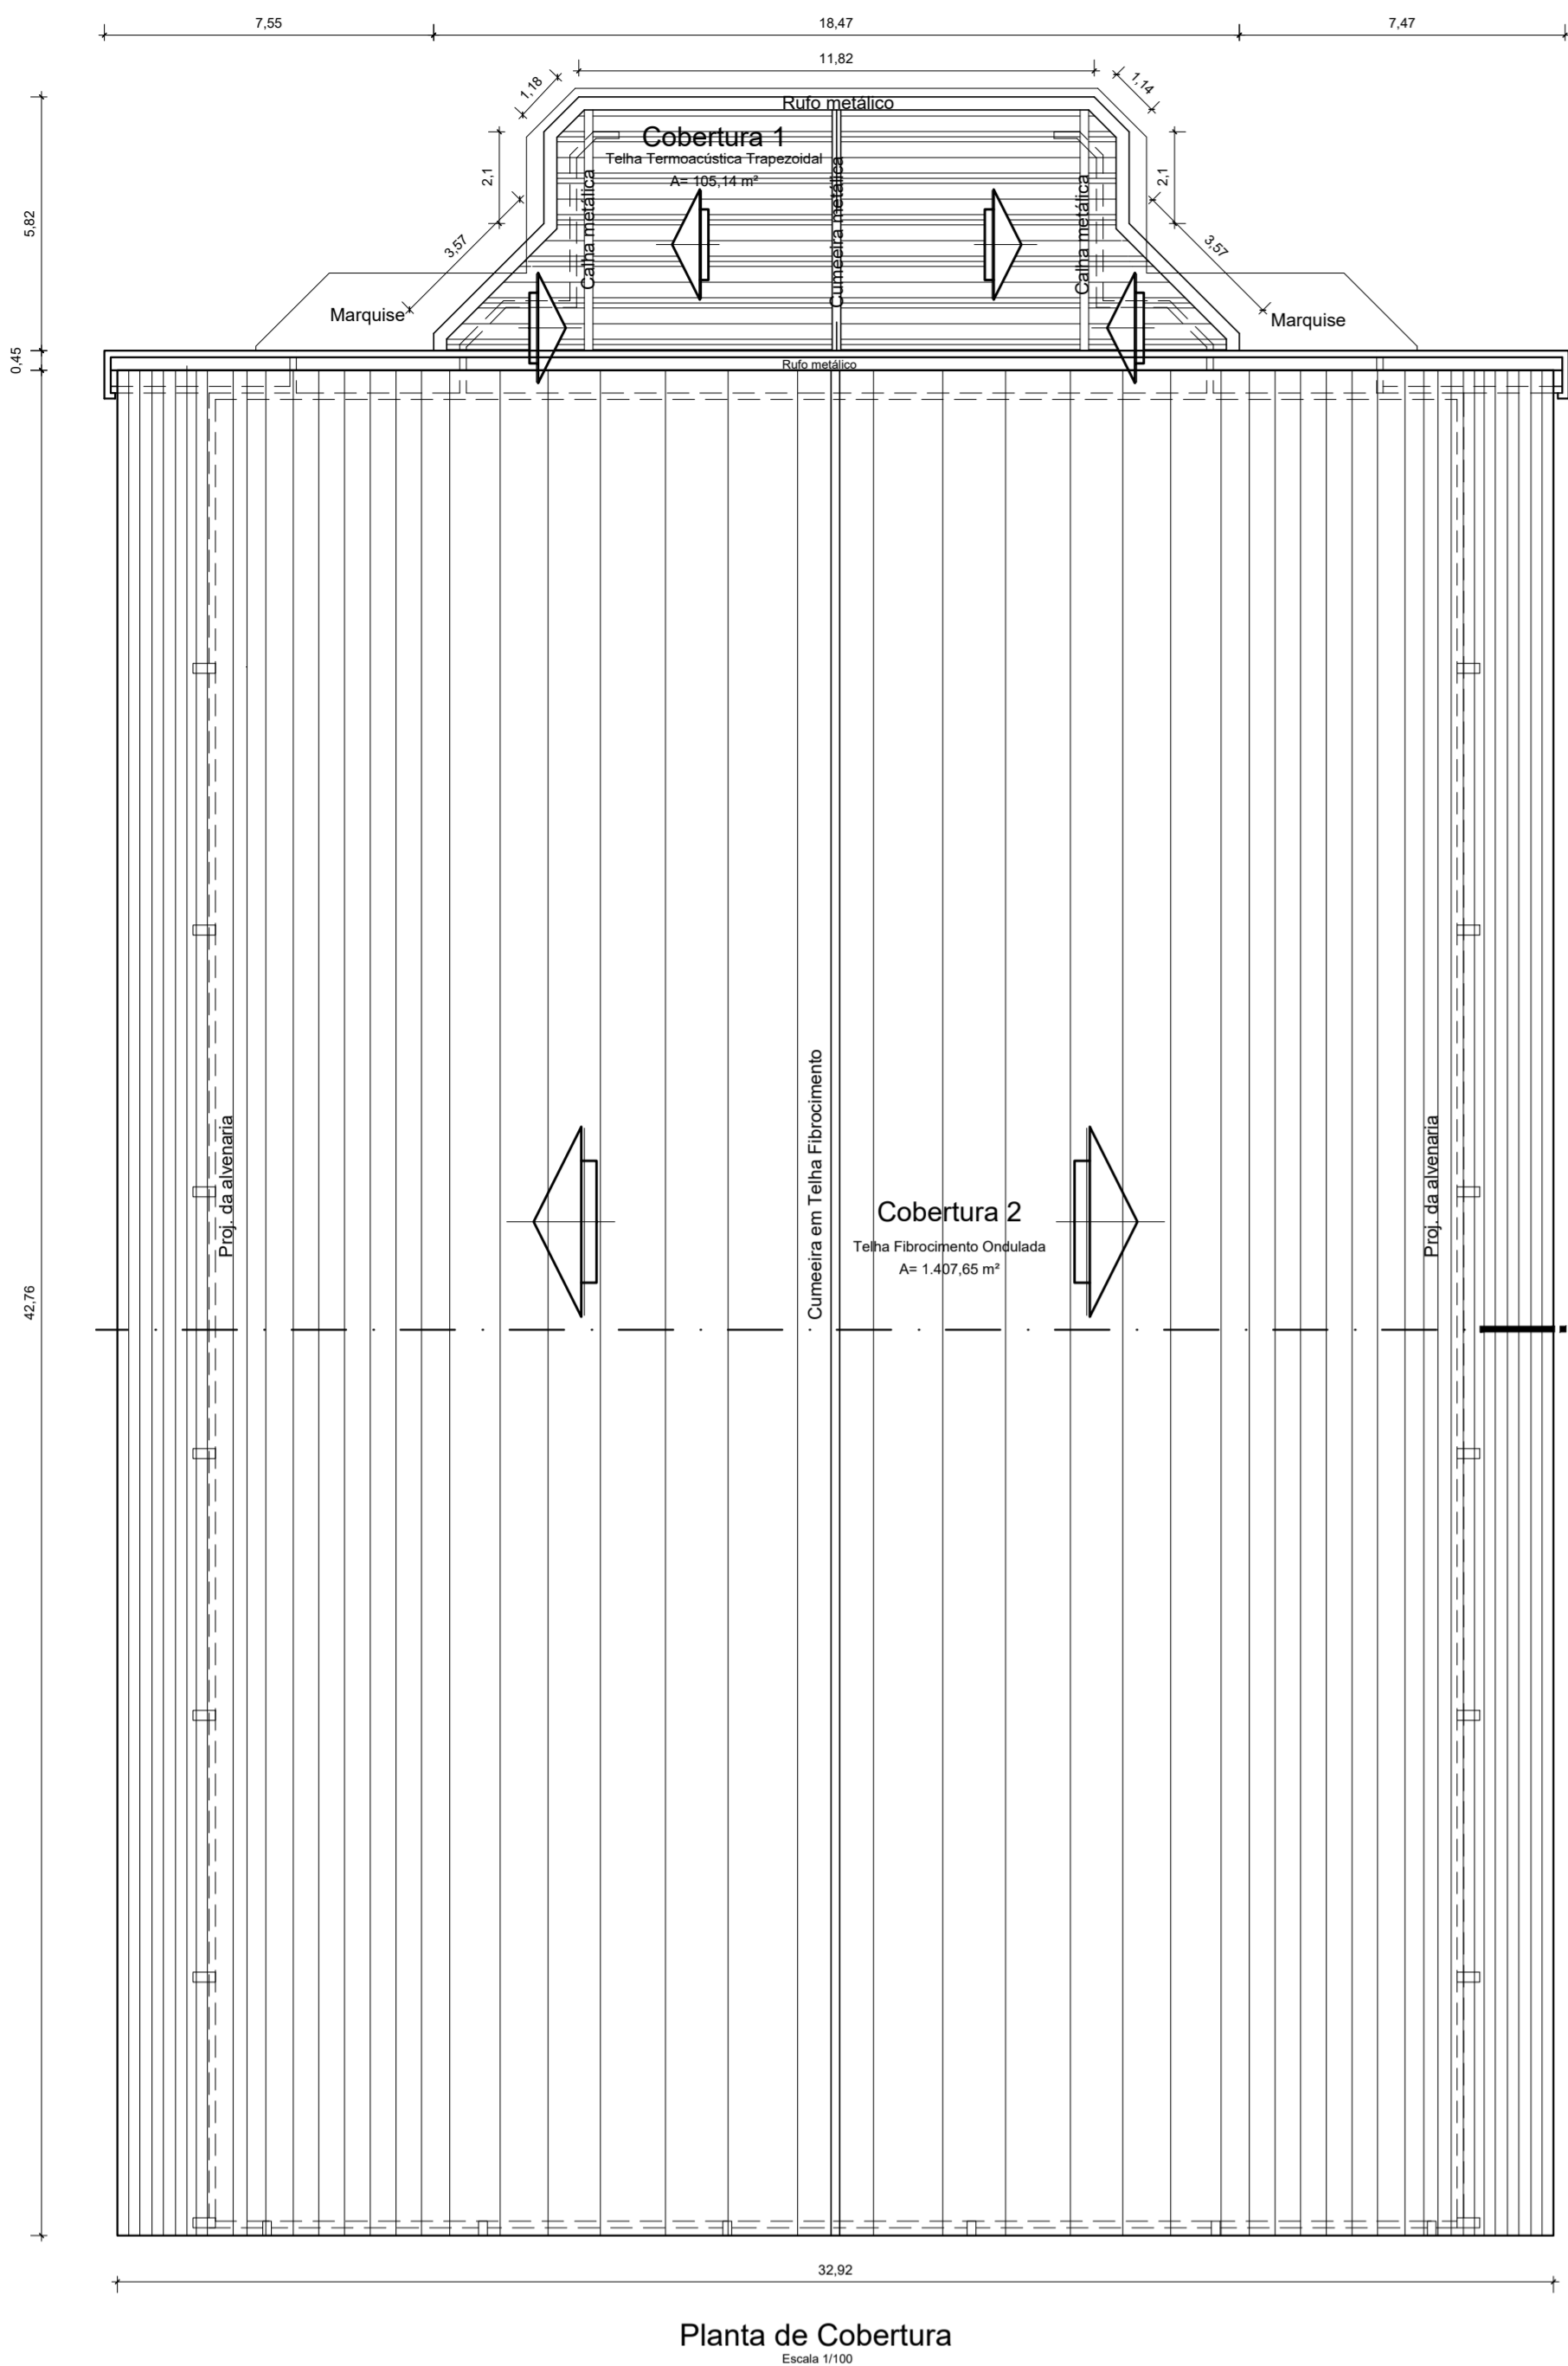 7,55
18,47
7,47
11,82
1,18
1,14
Rufo metálico
Cobertura 1
Telha Termoacústica Trapezoidal
A= 105,14 m²
2,1
2,1
5,82
3,57
3,57
Calha metálica
Cumeeira metálica
Calha metálica
Marquise
Marquise
0,45
Rufo metálico
Proj. da alvenaria
Cumeeira em Telha Fibrocimento
Cobertura 2
Telha Fibrocimento Ondulada
A= 1.407,65 m²
Proj. da alvenaria
42,76
32,92
Planta de Cobertura
Escala 1/100